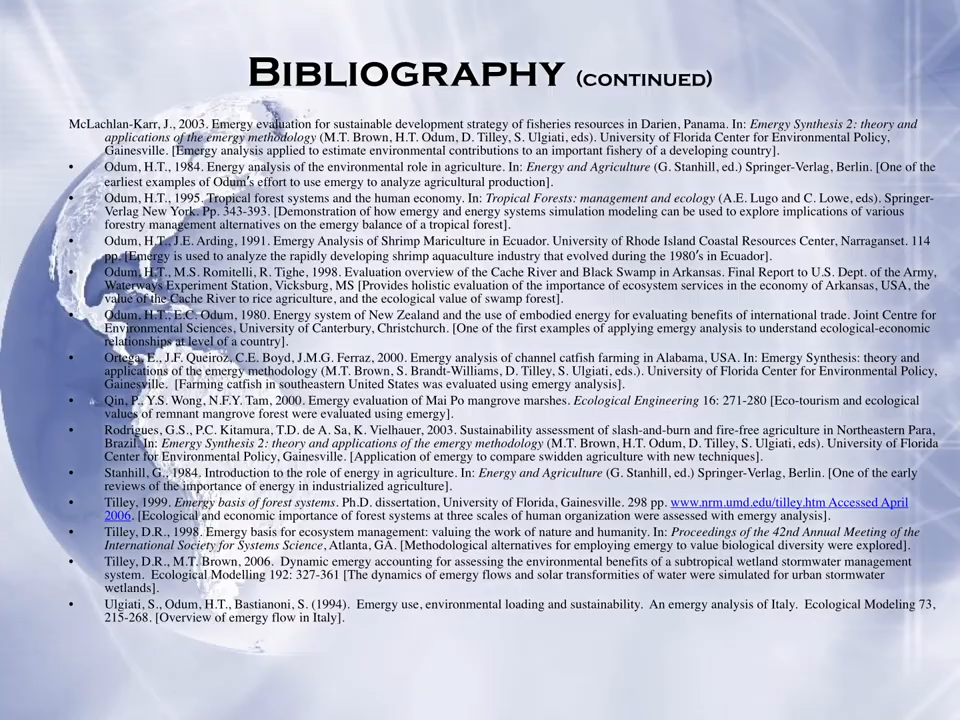 BIBLIOGRAPHY (CONTINUED)
McLachlan-Karr, J., 2003. Emergy evaluation for sustainable development strategy of fisheries resources in Darien, Panama. In: Emergy Synthesis 2: theory and
applications of the emergy methodology (M.T. Brown, H.T. Odum, D. Tilley, S. Ulgiati, eds). University of Florida Center for Environmental Policy,
Gainesville. [Emergy analysis applied to estimate environmental contributions to an important fishery of a developing country].
• Odum, H.T., 1984. Energy analysis of the environmental role in agriculture. In: Energy and Agriculture (G. Stanhill, ed.) Springer-Verlag, Berlin. [One of the
earliest examples of Odum's effort to use emergy to analyze agricultural production].
• Odum, H.T., 1995. Tropical forest systems and the human economy. In: Tropical Forests: management and ecology (A.E. Lugo and C. Lowe, eds). Springer-
Verlag New York. Pp. 343-393. [Demonstration of how emergy and energy systems simulation modeling can be used to explore implications of various
forestry management alternatives on the emergy balance of a tropical forest].
• Odum, H.T., J.E. Arding, 1991. Emergy Analysis of Shrimp Mariculture in Ecuador. University of Rhode Island Coastal Resources Center, Narraganset. 114
pp. [Emergy is used to analyze the rapidly developing shrimp aquaculture industry that evolved during the 1980's in Ecuador].
• Odum, H.T., M.S. Romitelli, R. Tighe, 1998. Evaluation overview of the Cache River and Black Swamp in Arkansas. Final Report to U.S. Dept. of the Army,
Waterways Experiment Station, Vicksburg, MS [Provides holistic evaluation of the importance of ecosystem services in the economy of Arkansas, USA, the
value of the Cache River to rice agriculture, and the ecological value of swamp forest].
• Odum, H.T., E.C. Odum, 1980. Energy system of New Zealand and the use of embodied energy for evaluating benefits of international trade. Joint Centre for
Environmental Sciences, University of Canterbury, Christchurch. [One of the first examples of applying emergy analysis to understand ecological-economic
relationships at level of a country].
• Ortega, E., J.F. Queiroz, C.E. Boyd, J.M.G. Ferraz, 2000. Emergy analysis of channel catfish farming in Alabama, USA. In: Emergy Synthesis: theory and
applications of the emergy methodology (M.T. Brown, S. Brandt-Williams, D. Tilley, S. Ulgiati, eds.). University of Florida Center for Environmental Policy,
Gainesville. [Farming catfish in southeastern United States was evaluated using emergy analysis].
• Qin, P., Y.S. Wong, N.F.Y. Tam, 2000. Emergy evaluation of Mai Po mangrove marshes. Ecological Engineering 16: 271-280 [Eco-tourism and ecological
values of remnant mangrove forest were evaluated using emergy].
• Rodrigues, G.S., P.C. Kitamura, T.D. de A. Sa, K. Vielhauer, 2003. Sustainability assessment of slash-and-burn and fire-free agriculture in Northeastern Para,
Brazil. In: Emergy Synthesis 2: theory and applications of the emergy methodology (M.T. Brown, H.T. Odum, D. Tilley, S. Ulgiati, eds). University of Florida
Center for Environmental Policy, Gainesville. [Application of emergy to compare swidden agriculture with new techniques].
• Stanhill, G., 1984. Introduction to the role of energy in agriculture. In: Energy and Agriculture (G. Stanhill, ed.) Springer-Verlag, Berlin. [One of the early
reviews of the importance of energy in industrialized agriculture].
• Tilley, 1999. Emergy basis of forest systems. Ph.D. dissertation, University of Florida, Gainesville. 298 pp. www.nrm.umd.edu/tilley.htm Accessed April
2006. [Ecological and economic importance of forest systems at three scales of human organization were assessed with emergy analysis].
• Tilley, D.R., 1998. Emergy basis for ecosystem management: valuing the work of nature and humanity. In: Proceedings of the 42nd Annual Meeting of the
International Society for Systems Science, Atlanta, GA. [Methodological alternatives for employing emergy to value biological diversity were explored].
• Tilley, D.R., M.T. Brown, 2006. Dynamic emergy accounting for assessing the environmental benefits of a subtropical wetland stormwater management
system. Ecological Modelling 192: 327-361 [The dynamics of emergy flows and solar transformities of water were simulated for urban stormwater
wetlands].
• Ulgiati, S., Odum, H.T., Bastianoni, S. (1994). Emergy use, environmental loading and sustainability. An emergy analysis of Italy. Ecological Modeling 73,
215-268. [Overview of emergy flow in Italy].